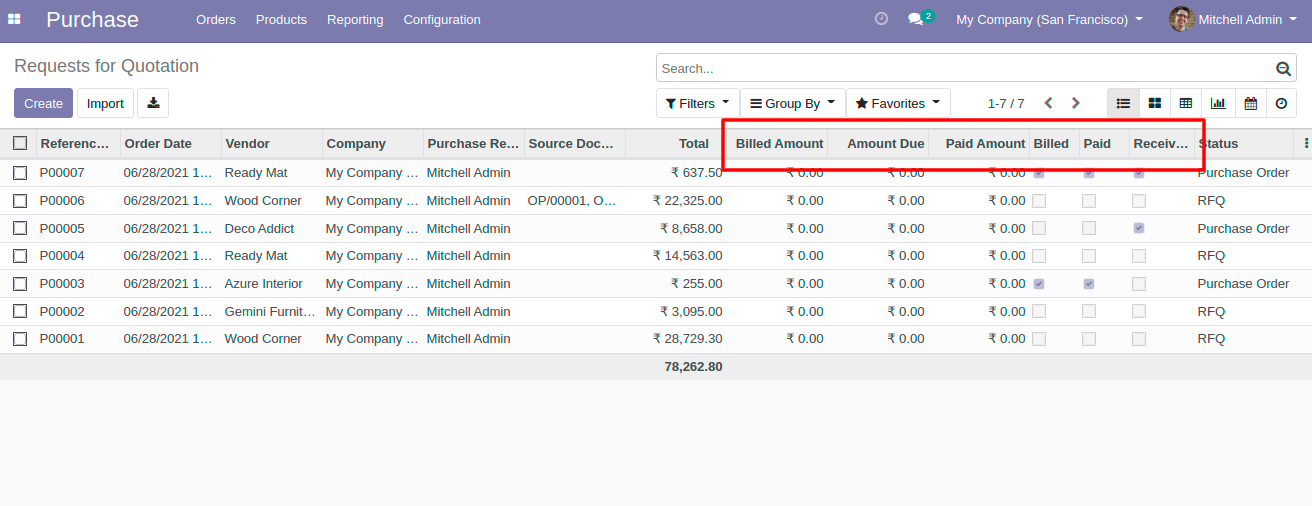 Purchase Orders Products Reporting Configuration 2 My Company (San Francisco) Mitchell Admin
Requests for Quotation Search...
Create Import Filters Group By Favorites 1-7 / 7
Referenc... Order Date Vendor Company Purchase Re... Source Doc... Total Billed Amount Amount Due Paid Amount Billed Paid Receiv... Status
P00007 06/28/2021 1... Ready Mat My Company ... Mitchell Admin ₹ 637.50 ₹ 0.00 ₹ 0.00 ₹ 0.00 Purchase Order
P00006 06/28/2021 1... Wood Corner My Company ... Mitchell Admin OP/00001, O... ₹ 22,325.00 ₹ 0.00 ₹ 0.00 ₹ 0.00 RFQ
P00005 06/28/2021 1... Deco Addict My Company ... Mitchell Admin ₹ 8,658.00 ₹ 0.00 ₹ 0.00 ₹ 0.00 Purchase Order
P00004 06/28/2021 1... Ready Mat My Company ... Mitchell Admin ₹ 14,563.00 ₹ 0.00 ₹ 0.00 ₹ 0.00 RFQ
P00003 06/28/2021 1... Azure Interior My Company ... Mitchell Admin ₹ 255.00 ₹ 0.00 ₹ 0.00 ₹ 0.00 Purchase Order
P00002 06/28/2021 1... Gemini Furnit... My Company ... Mitchell Admin ₹ 3,095.00 ₹ 0.00 ₹ 0.00 ₹ 0.00 RFQ
P00001 06/28/2021 1... Wood Corner My Company ... Mitchell Admin ₹ 28,729.30 ₹ 0.00 ₹ 0.00 ₹ 0.00 RFQ
78,262.80